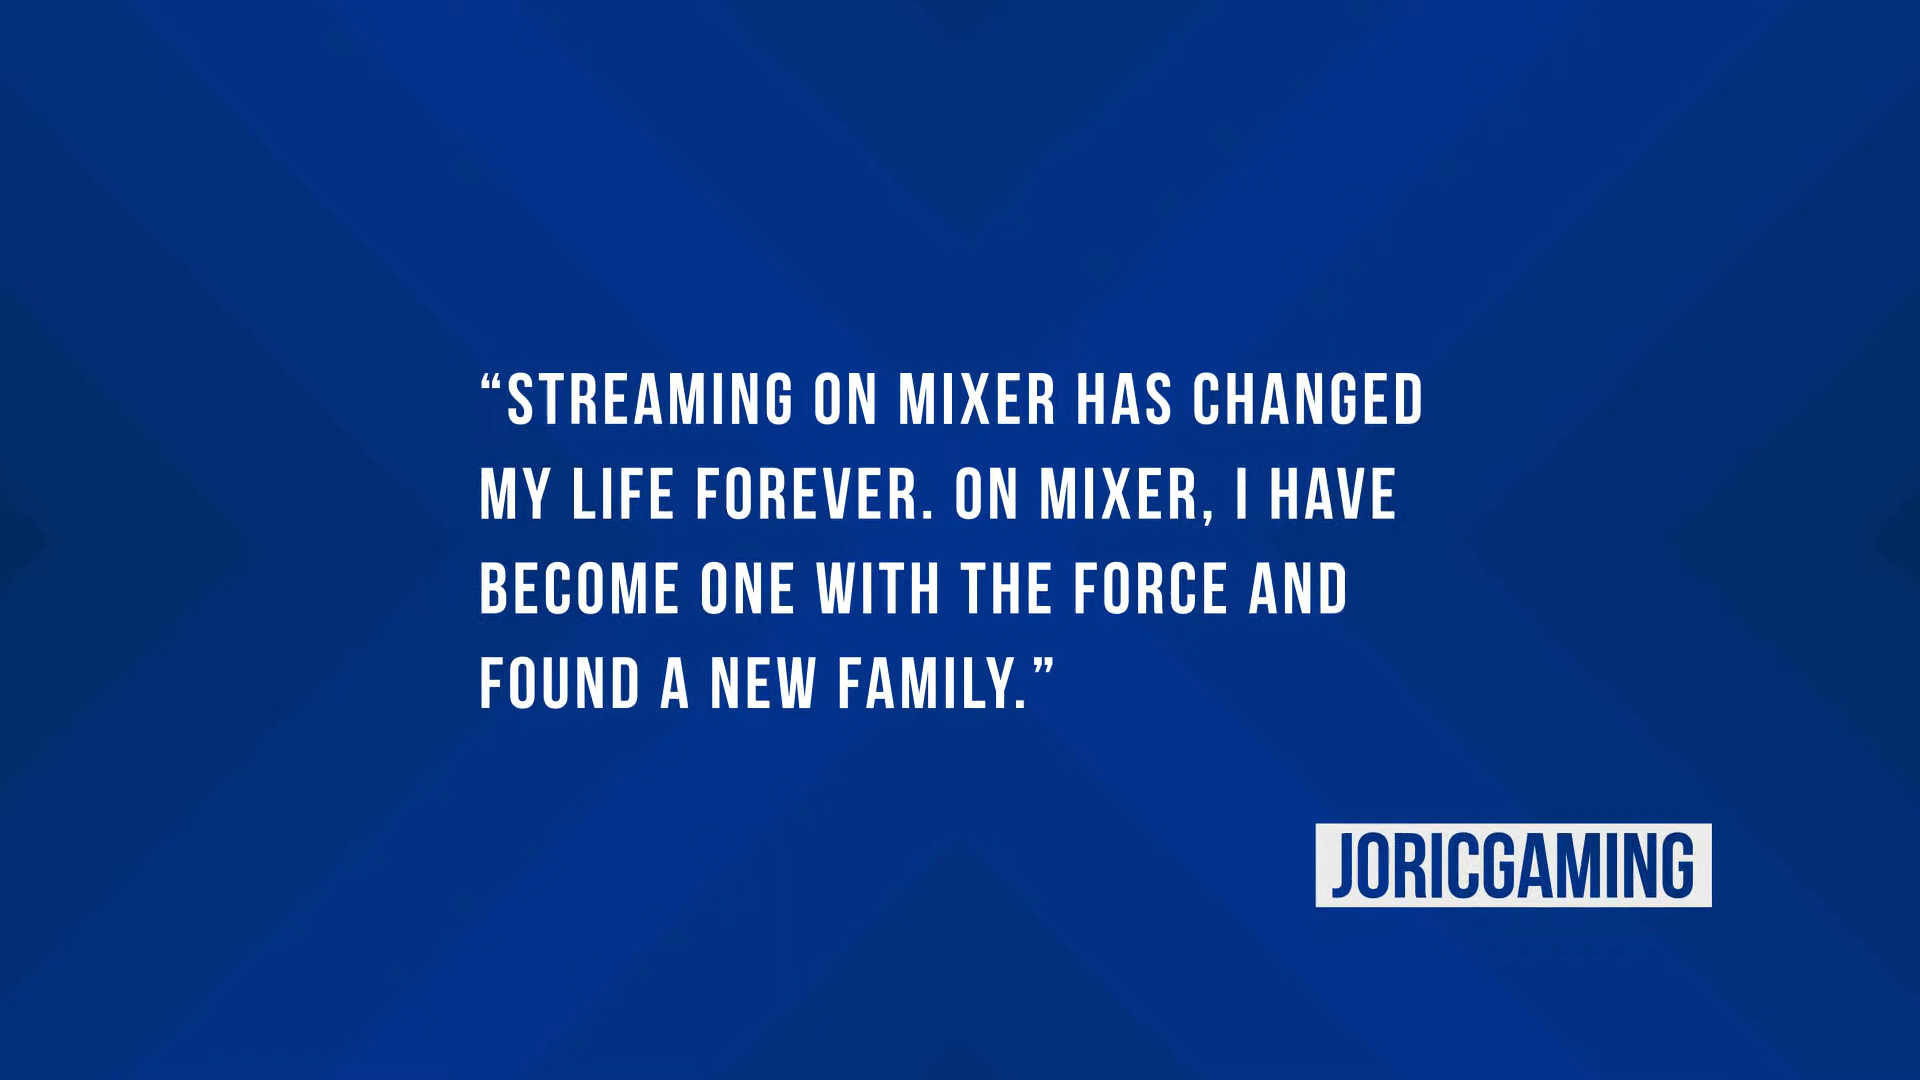 “STREAMING ON MIXER HAS CHANGED
MY LIFE FOREVER. ON MIXER, I HAVE
BECOME ONE WITH THE FORCE AND
FOUND A NEW FAMILY.”
JORICGAMING